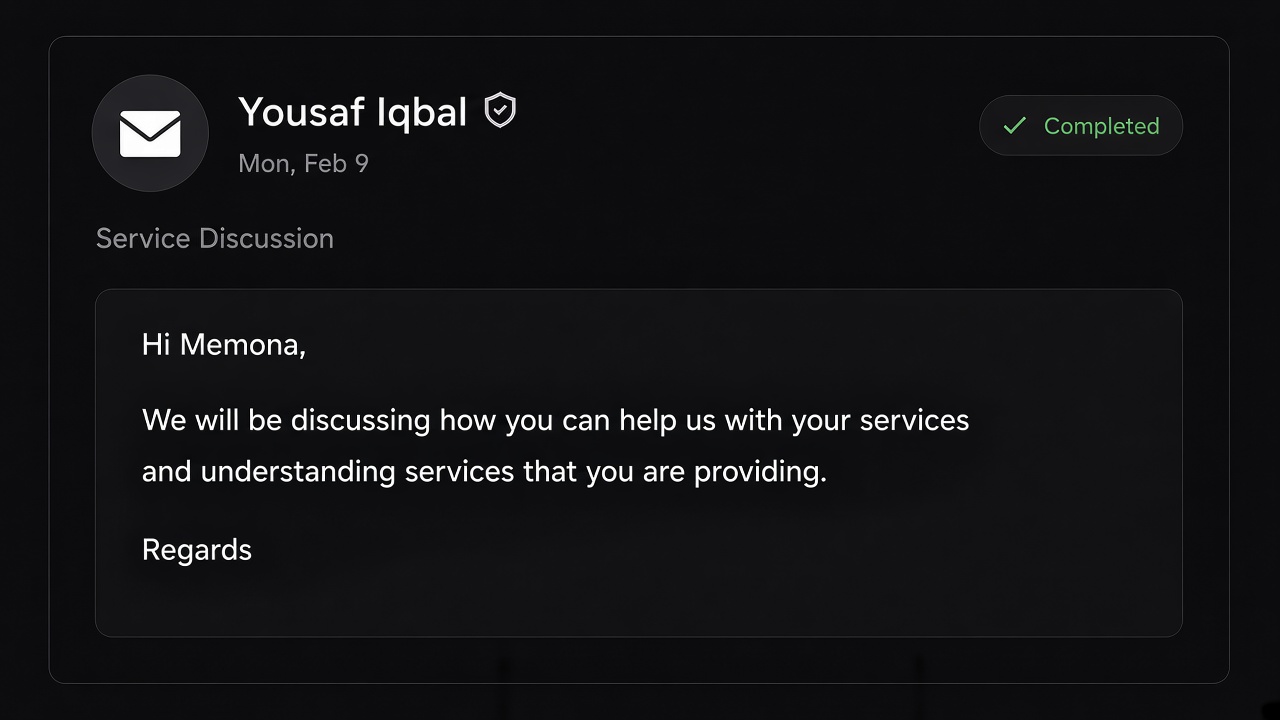 Yousaf Iqbal
Mon, Feb 9
Completed
Service Discussion
Hi Memona,
We will be discussing how you can help us with your services
and understanding services that you are providing.
Regards